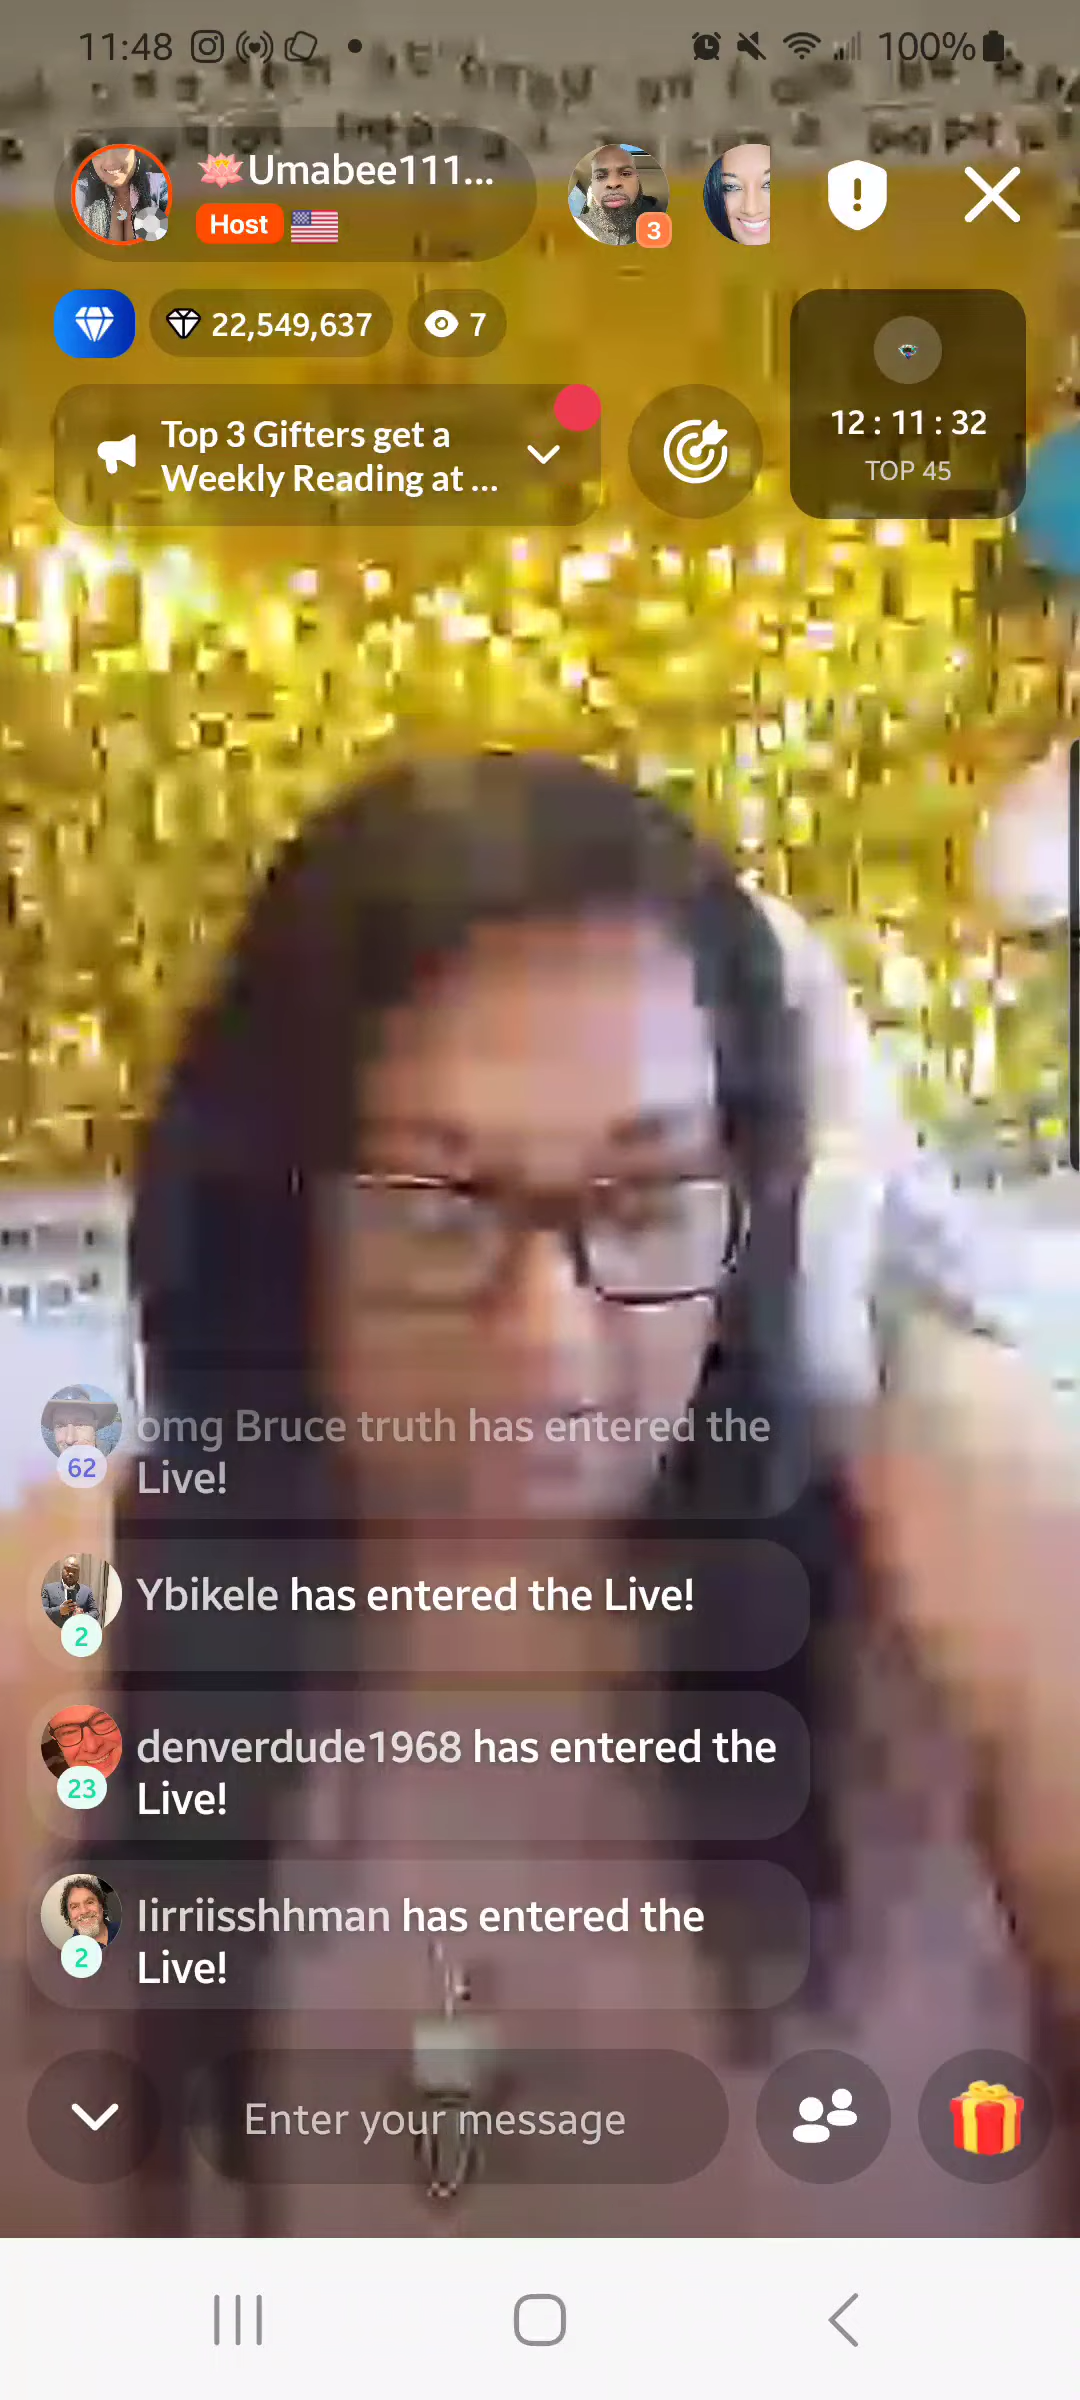 11:48
100%
🪷Umabee111...
Host
3
22,549,637
7
Top 3 Gifters get a
Weekly Reading at ...
12 : 11 : 32
TOP 45
omg Bruce truth has entered the
Live!
62
Ybikele has entered the Live!
2
denverdude1968 has entered the
Live!
23
Iirriisshhman has entered the
Live!
2
Enter your message